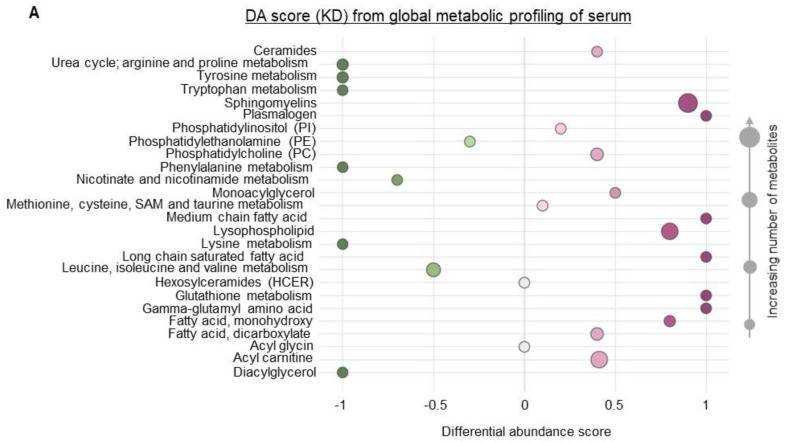 A
DA score (KD) from global metabolic profiling of serum
Ceramides
Urea cycle; arginine and proline metabolism
Tyrosine metabolism
Tryptophan metabolism
Sphingomyelins
Plasmalogen
Phosphatidylinositol (PI)
Phosphatidylethanolamine (PE)
Phosphatidylcholine (PC)
Phenylalanine metabolism
Nicotinate and nicotinamide metabolism
Monoacylglycerol
Methionine, cysteine, SAM and taurine metabolism
Medium chain fatty acid
Lysophospholipid
Lysine metabolism
Long chain saturated fatty acid
Leucine, isoleucine and valine metabolism
Hexosylceramides (HCER)
Glutathione metabolism
Gamma-glutamyl amino acid
Fatty acid, monohydroxy
Fatty acid, dicarboxylate
Acyl glycin
Acyl carnitine
Diacylglycerol
-1 -0.5 0 0.5 1
Differential abundance score
Increasing number of metabolites